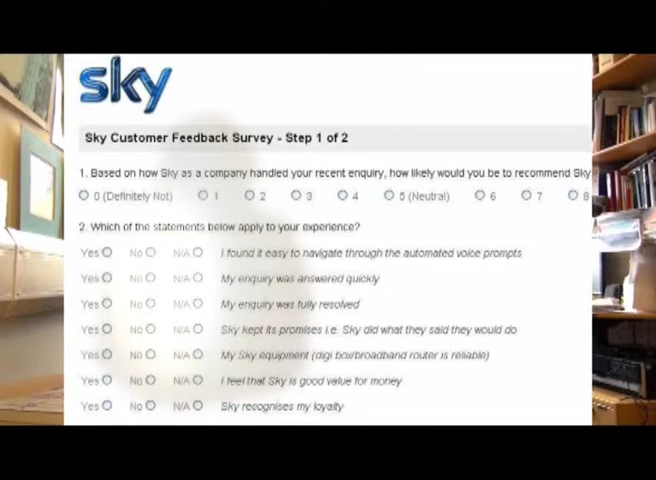 sky
Sky Customer Feedback Survey - Step 1 of 2
1. Based on how Sky as a company handled your recent enquiry, how likely would you be to recommend Sky
0 (Definitely Not) 1 2 3 4 5 (Neutral) 6 7 8
2. Which of the statements below apply to your experience?
Yes No N/A I found it easy to navigate through the automated voice prompts
Yes No N/A My enquiry was answered quickly
Yes No N/A My enquiry was fully resolved
Yes No N/A Sky kept its promises i.e. Sky did what they said they would do
Yes No N/A My Sky equipment (digi box/broadband router is reliable)
Yes No N/A I feel that Sky is good value for money
Yes No N/A Sky recognises my loyalty